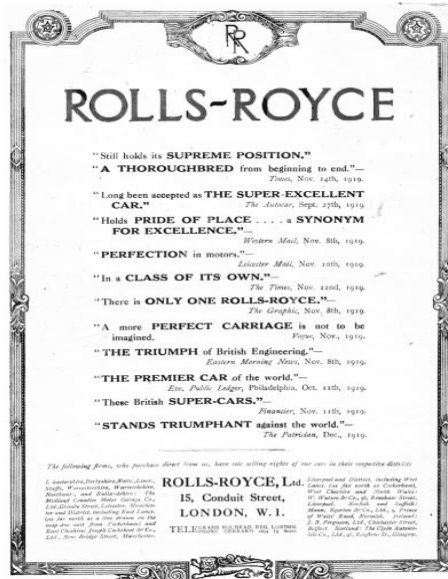 RR
ROLLS-ROYCE
"Still holds its SUPREME POSITION."
"A THOROUGHBRED from beginning to end."—
Times, Nov. 14th, 1919.
"Long been accepted as THE SUPER-EXCELLENT
CAR." The Autocar, Sept. 27th, 1919.
"Holds PRIDE OF PLACE . . . . a SYNONYM
FOR EXCELLENCE,"—
Western Mail, Nov. 8th, 1919.
"PERFECTION in motors."—
Leicester Mail, Nov. 20th, 1919.
"In a CLASS OF ITS OWN."—
The Times, Nov. 22nd, 1919.
"There is ONLY ONE ROLLS-ROYCE."—
The Graphic, Nov. 8th, 1919.
"A more PERFECT CARRIAGE is not to be
imagined. Vogue, Nov., 1919.
"THE TRIUMPH of British Engineering."—
Eastern Morning News, Nov. 8th, 1919.
"THE PREMIER CAR of the world."—
Eve. Public Ledger, Philadelphia, Oct. 11th, 1919.
"These British SUPER-CARS."
Financier, Nov. 11th, 1919.
"STANDS TRIUMPHANT against the world."—
The Patrician, Dec., 1919.
The following firms, who purchase direct from us, have sole selling rights of our cars in their respective districts
ROLLS-ROYCE, Ltd.
15, Conduit Street,
LONDON, W. 1.